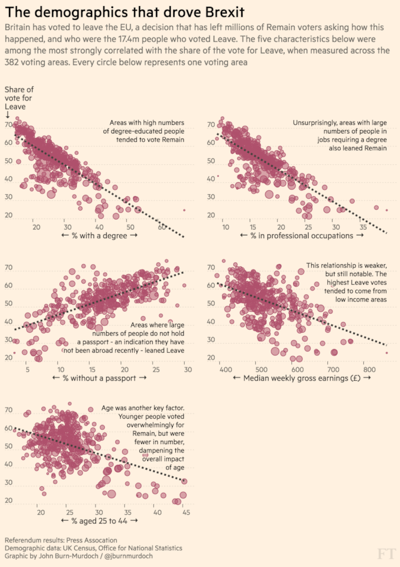 The demographics that drove Brexit
Britain has voted to leave the EU, a decision that has left millions of Remain voters asking how this
happened, and who were the 17.4m people who voted Leave. The five characteristics below were
among the most strongly correlated with the share of the vote for Leave, when measured across the
382 voting areas. Every circle below represents one voting area
Share of
vote for
Leave
↓
70
60
50
40
30
20
Areas with high numbers
of degree-educated people
tended to vote Remain
20 30 40 50 60
← % with a degree →
70
60
50
40
30
20
Unsurprisingly, areas with large
numbers of people in
jobs requiring a degree
also leaned Remain
10 15 20 25 30 35
← % in professional occupations →
70
60
50
40
30
20
Areas where large
numbers of people do not hold
a passport - an indication they have
not been abroad recently - leaned Leave
5 10 15 20 25 30
← % without a passport →
70
60
50
40
30
20
This relationship is weaker,
but still notable. The
highest Leave votes
tended to come from
low income areas
400 500 600 700 800
← Median weekly gross earnings (£) →
70
60
50
40
30
20
Age was another key factor.
Younger people voted
overwhelmingly for
Remain, but were
fewer in number,
dampening the
overall impact
of age
20 25 30 35 40 45
← % aged 25 to 44 →
Referendum results: Press Assocation
Demographic data: UK Census, Office for National Statistics
Graphic by John Burn-Murdoch / @jburnmurdoch
FT